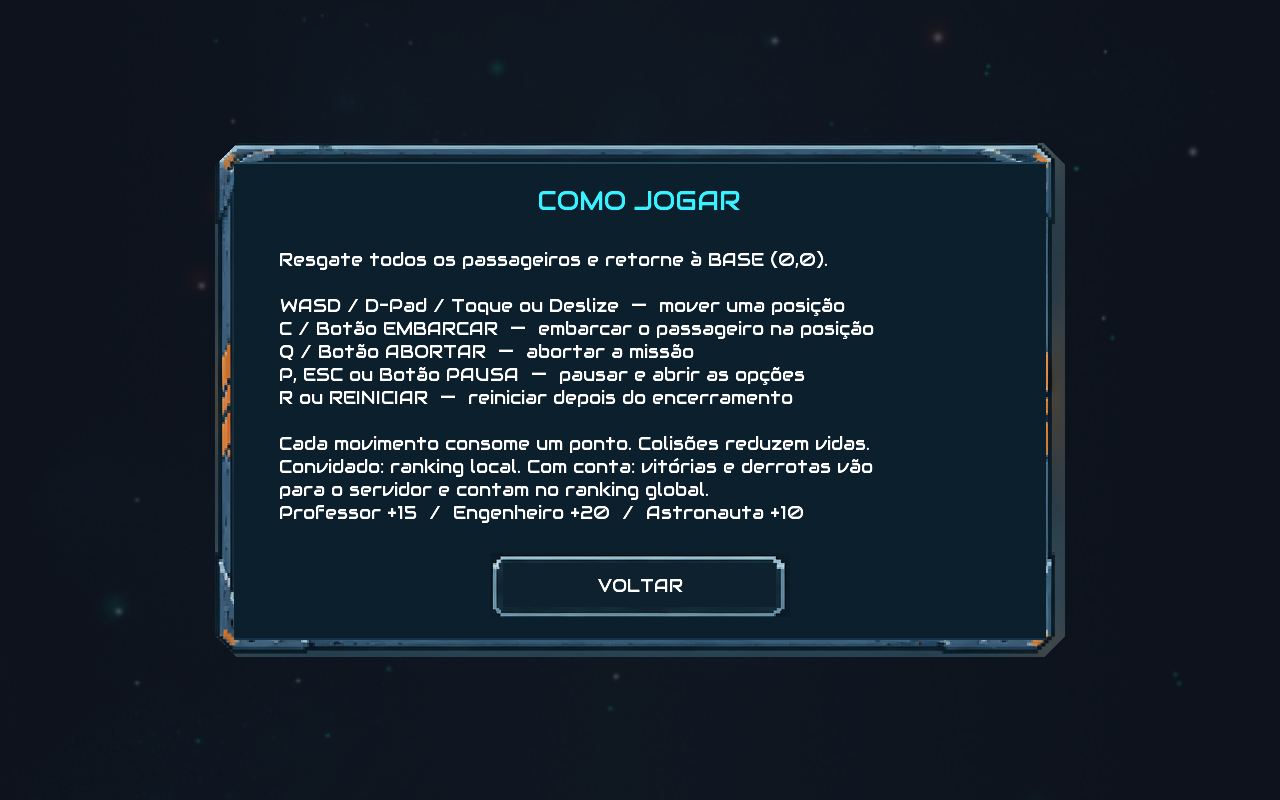 COMO JOGAR
Resgate todos os passageiros e retorne à BASE (0,0).
WASD / D-Pad / Toque ou Deslize — mover uma posição
C / Botão EMBARCAR — embarcar o passageiro na posição
Q / Botão ABORTAR — abortar a missão
P, ESC ou Botão PAUSA — pausar e abrir as opções
R ou REINICIAR — reiniciar depois do encerramento
Cada movimento consome um ponto. Colisões reduzem vidas.
Convidado: ranking local. Com conta: vitórias e derrotas vão
para o servidor e contam no ranking global.
Professor +15 / Engenheiro +20 / Astronauta +10
VOLTAR